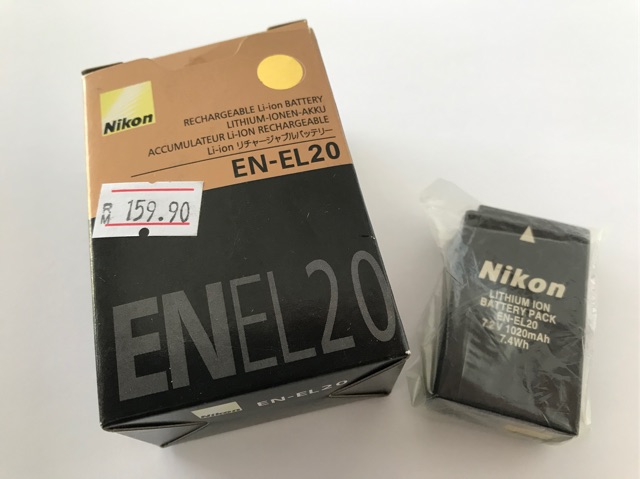 Nikon
RECHARGEABLE Li-ion BATTERY
LITHIUM-IONEN-AKKU
ACCUMULATEUR Li-ION RECHARGEABLE
Li-ion リチャージャブルバッテリー
EN-EL20
RM 159.90
ENEL20
Nikon EN-EL20
Nikon
LITHIUM ION
BATTERY PACK
EN-EL20
7.2V 1020mAh
7.4Wh